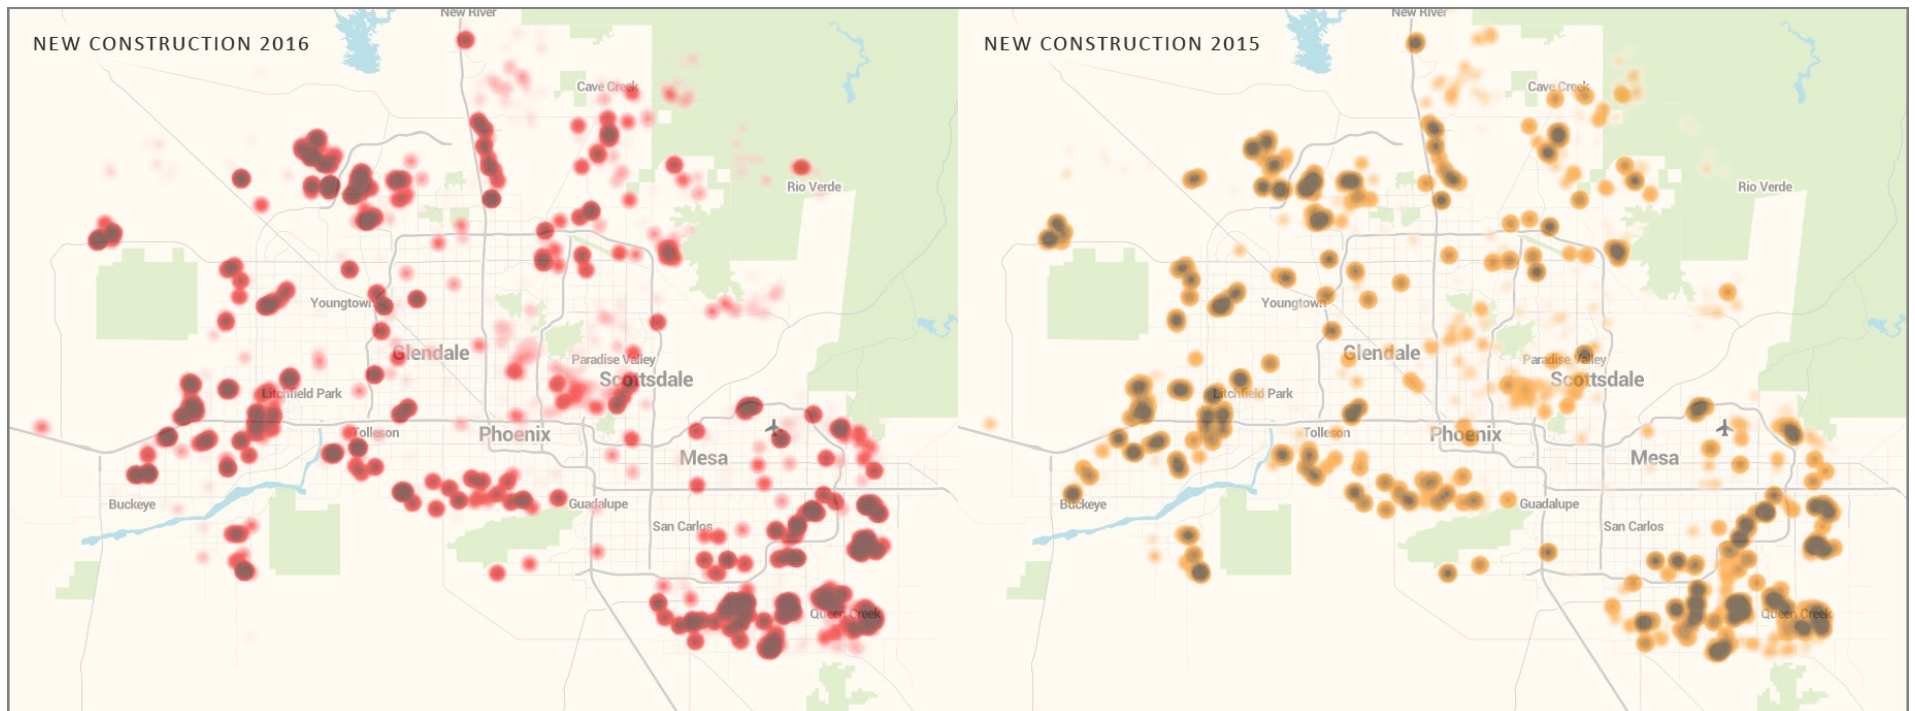 New River
NEW CONSTRUCTION 2016
Cave Creek
Rio Verde
Youngtown
Glendale
Paradise Valley
Scottsdale
Litchfield Park
Tolleson
Phoenix
Mesa
Buckeye
Guadalupe
San Carlos
Queen Creek
New River
NEW CONSTRUCTION 2015
Cave Creek
Rio Verde
Youngtown
Glendale
Paradise Valley
Scottsdale
Litchfield Park
Tolleson
Phoenix
Mesa
Buckeye
Guadalupe
San Carlos
Queen Creek